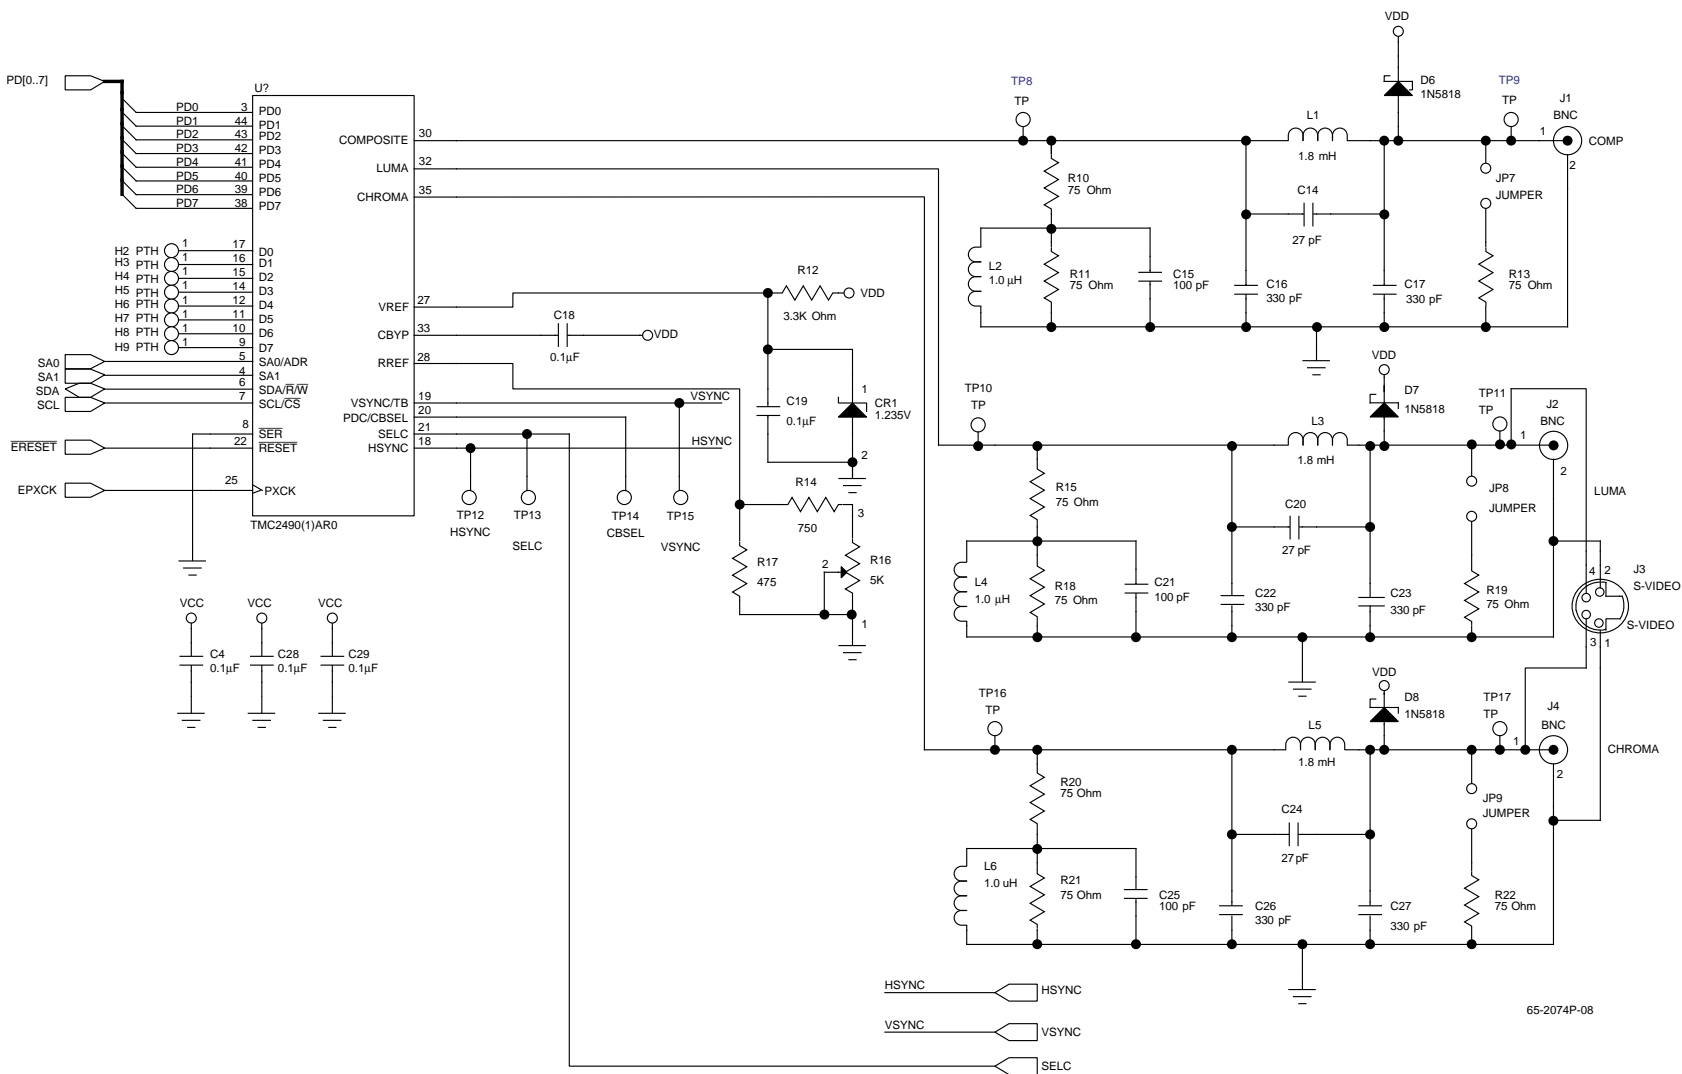 VDD
PD[0..7]
U?
TP8
TP
D6
1N5818
TP9
TP
J1
BNC
PD0 3 PD0
PD1 44 PD1
PD2 43 PD2
PD3 42 PD3
PD4 41 PD4
PD5 40 PD5
PD6 39 PD6
PD7 38 PD7
COMPOSITE 30
LUMA 32
CHROMA 35
L1
1.8 mH
1
COMP
2
R10
75 Ohm
C14
27 pF
JP7
JUMPER
H2 PTH 1 17 D0
H3 PTH 1 16 D1
H4 PTH 1 15 D2
H5 PTH 1 14 D3
H6 PTH 1 12 D4
H7 PTH 1 11 D5
H8 PTH 1 10 D6
H9 PTH 1 9 D7
SA0 5 SA0/ADR
SA1 4 SA1
SDA 6 SDA/R/W
SCL 7 SCL/CS
8 SER
ERESET 22 RESET
EPXCK 25 PXCK
TMC2490(1)AR0
VREF 27
CBYP 33
RREF 28
VSYNC/TB 19
PDC/CBSEL 20
SELC 21
HSYNC 18
VSYNC
HSYNC
R12
3.3K Ohm
VDD
C18
0.1µF
VDD
C19
0.1µF
1
CR1
1.235V
2
L2
1.0 µH
R11
75 Ohm
C15
100 pF
C16
330 pF
C17
330 pF
R13
75 Ohm
TP12
HSYNC
TP13
SELC
TP14
CBSEL
TP15
VSYNC
R14
750
3
R17
475
2
R16
5K
1
VDD
TP10
TP
D7
1N5818
TP11
TP
J2
BNC
L3
1.8 mH
1
2
R15
75 Ohm
C20
27 pF
JP8
JUMPER
LUMA
L4
1.0 µH
R18
75 Ohm
C21
100 pF
C22
330 pF
C23
330 pF
R19
75 Ohm
4 2
J3
S-VIDEO
S-VIDEO
3 1
VCC
C4
0.1µF
VCC
C28
0.1µF
VCC
C29
0.1µF
VDD
TP16
TP
D8
1N5818
TP17
TP
J4
BNC
L5
1.8 mH
1
2
CHROMA
R20
75 Ohm
C24
27 pF
JP9
JUMPER
L6
1.0 uH
R21
75 Ohm
C25
100 pF
C26
330 pF
C27
330 pF
R22
75 Ohm
HSYNC HSYNC
VSYNC VSYNC
SELC
65-2074P-08